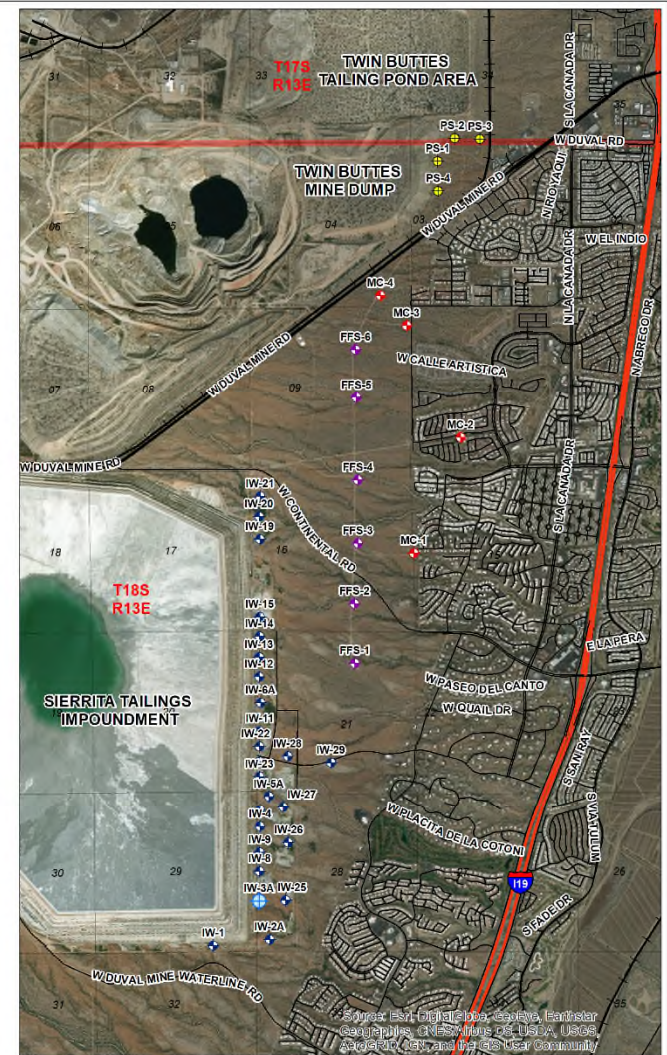 31
33
T17S
R13E
TWIN BUTTES
TAILING POND AREA
34
S LA CANADA DR
35
PS-2
PS-3
W DUVAL RD
PS-1
TWIN BUTTES
MINE DUMP
PS-4
N RIO YAQUI
W DUVAL MINE RD
06
05
04
03
W EL INDIO
N LA CANADA DR
N ABREGO DR
MC-4
MC-3
FFS-6
W DUVAL MINE RD
W CALLE ARTISTICA
07
08
09
FFS-5
MC-2
W DUVAL MINE RD
FFS-4
S LA CANADA DR
IW-21
IW-20
W CONTINENTAL RD
IW-19
FFS-3
MC-1
18
17
16
15
T18S
R13E
FFS-2
IW-15
IW-14
IW-13
E LA PERA
IW-12
FFS-1
W PASEO DEL CANTO
IW-6A
SIERRITA TAILINGS
IMPOUNDMENT
W QUAIL DR
IW-11
21
IW-22
IW-28
IW-29
S SAN RAY
IW-23
IW-5A
IW-27
IW-4
W PLACITA DE LA COTONI
S VIA TULUM
IW-26
IW-9
IW-8
30
29
28
27
26
I19
IW-3A
IW-25
S FADE DR
IW-1
IW-2A
W DUVAL MINE WATERLINE RD
31
32
33
35
Source: Esri, DigitalGlobe, GeoEye, Earthstar
Geographics, CNES/Airbus DS, USDA, USGS,
AeroGRID, IGN, and the GIS User Community